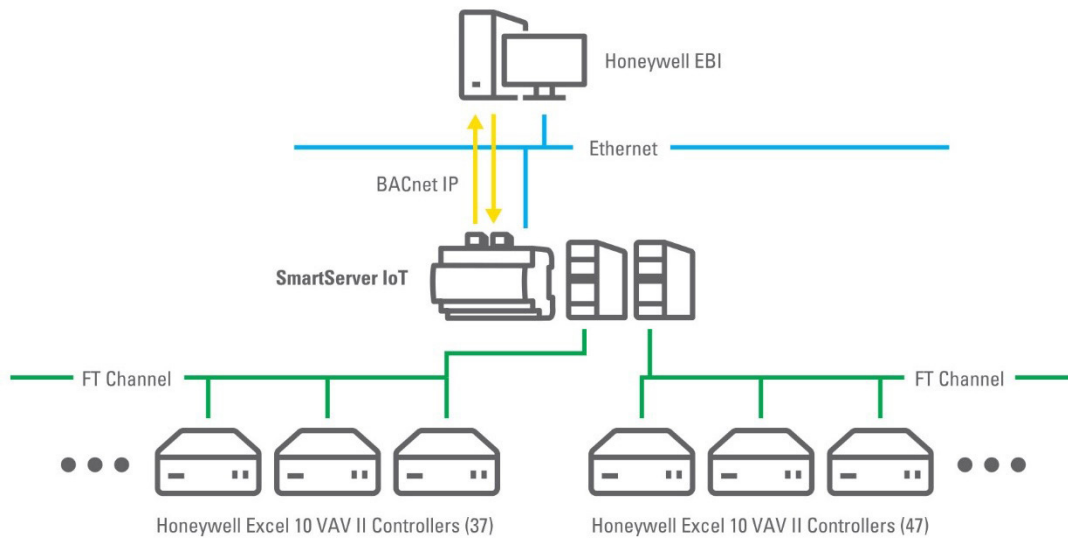 Honeywell EBI
Ethernet
BACnet IP
SmartServer IoT
FT Channel
FT Channel
Honeywell Excel 10 VAV II Controllers (37)
Honeywell Excel 10 VAV II Controllers (47)